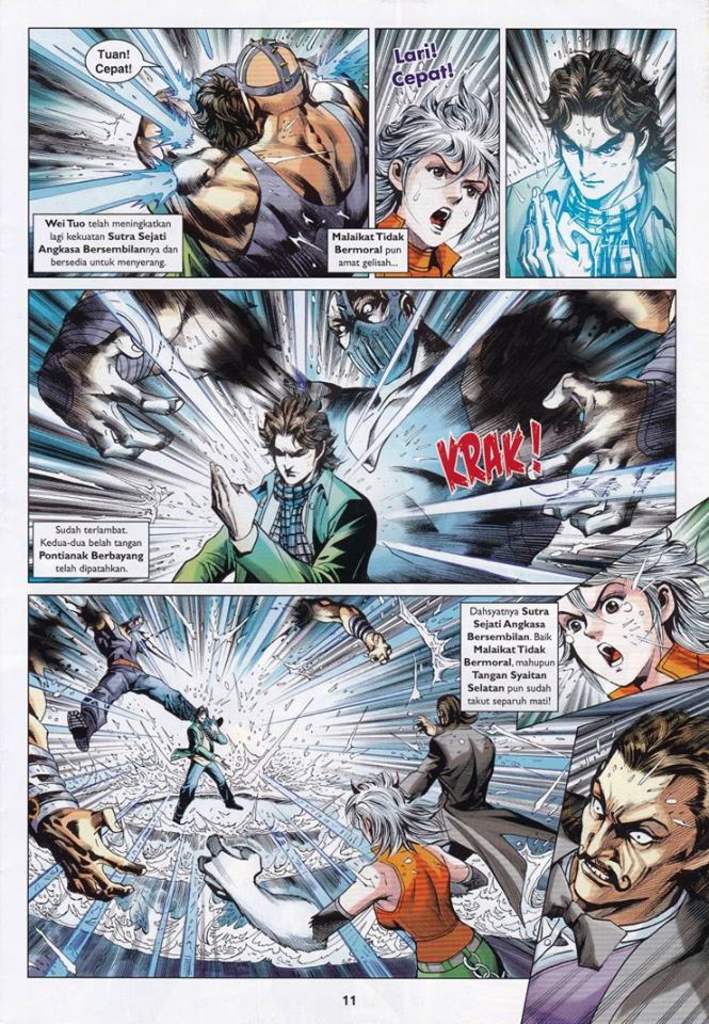 Tuan!
Cepat!
Wei Tuo telah meningkatkan
lagi kekuatan Sutra Sejati
Angkasa Bersembilannya dan
bersedia untuk menyerang.
Lari!
Cepat!
Malaikat Tidak
Bermoral pun
amat gelisah...
KRAK!
Sudah terlambat.
Kedua-dua belah tangan
Pontianak Berbayang
telah dipatahkan.
Dahsyatnya Sutra
Sejati Angkasa
Bersembilan. Baik
Malaikat Tidak
Bermoral, mahupun
Tangan Syaitan
Selatan pun sudah
takut separuh mati!
11